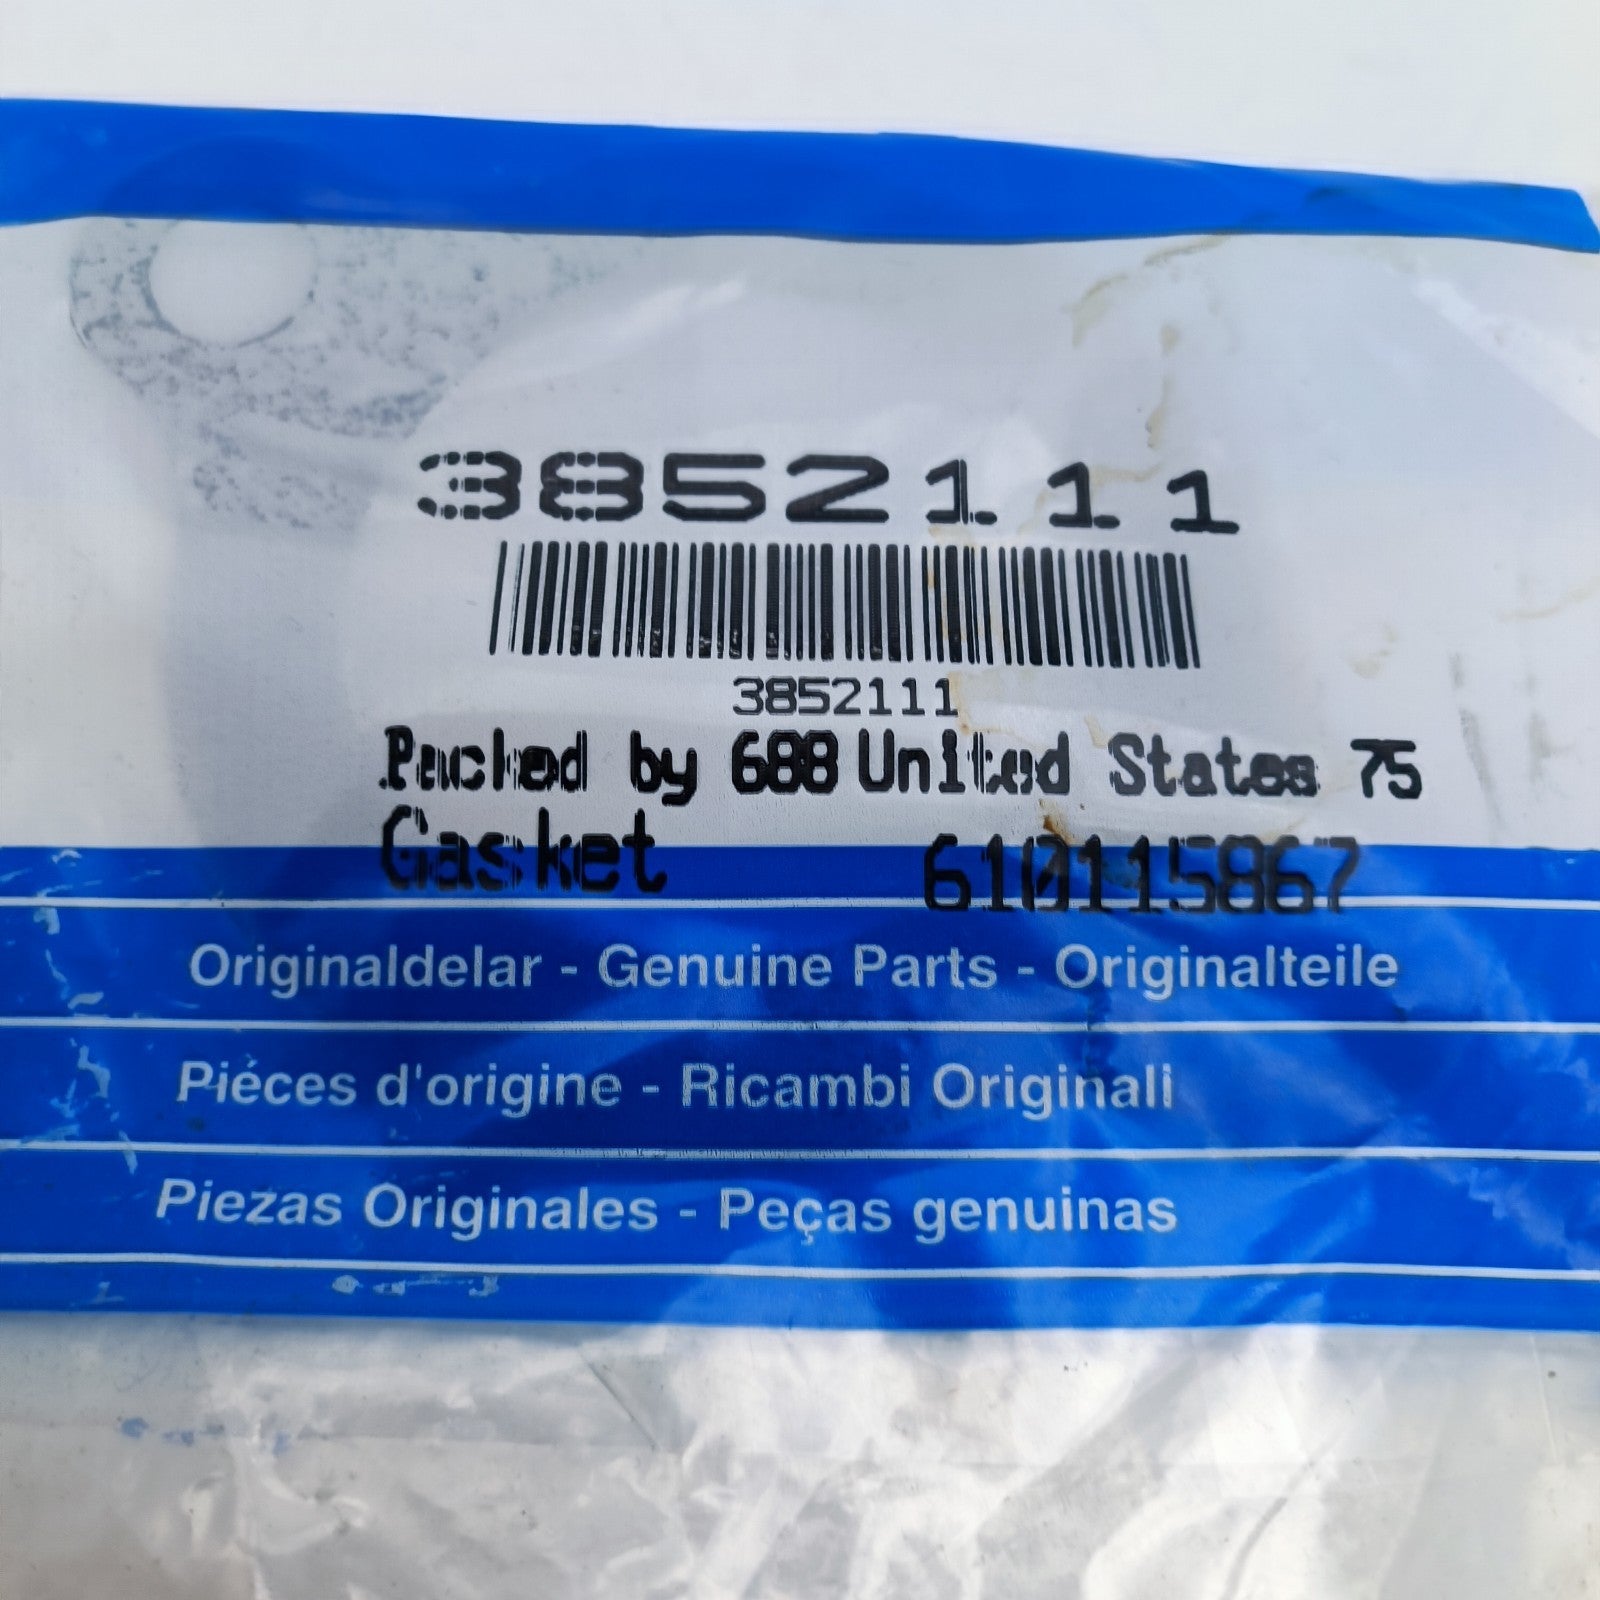 3852111
3852111
Packed by 688 United States 75
Gasket 610115867
Originaldelar - Genuine Parts - Originalteile
Piéces d'origine - Ricambi Originali
Piezas Originales - Peças genuinas